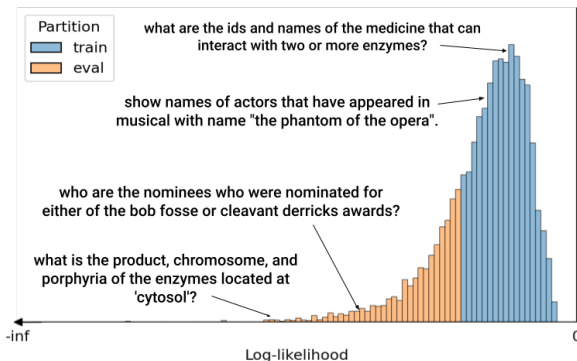 Partition
train
eval
what are the ids and names of the medicine that can
interact with two or more enzymes?
show names of actors that have appeared in
musical with name "the phantom of the opera".
who are the nominees who were nominated for
either of the bob fosse or cleavant derricks awards?
what is the product, chromosome, and
porphyria of the enzymes located at
'cytosol'?
-inf
0
Log-likelihood